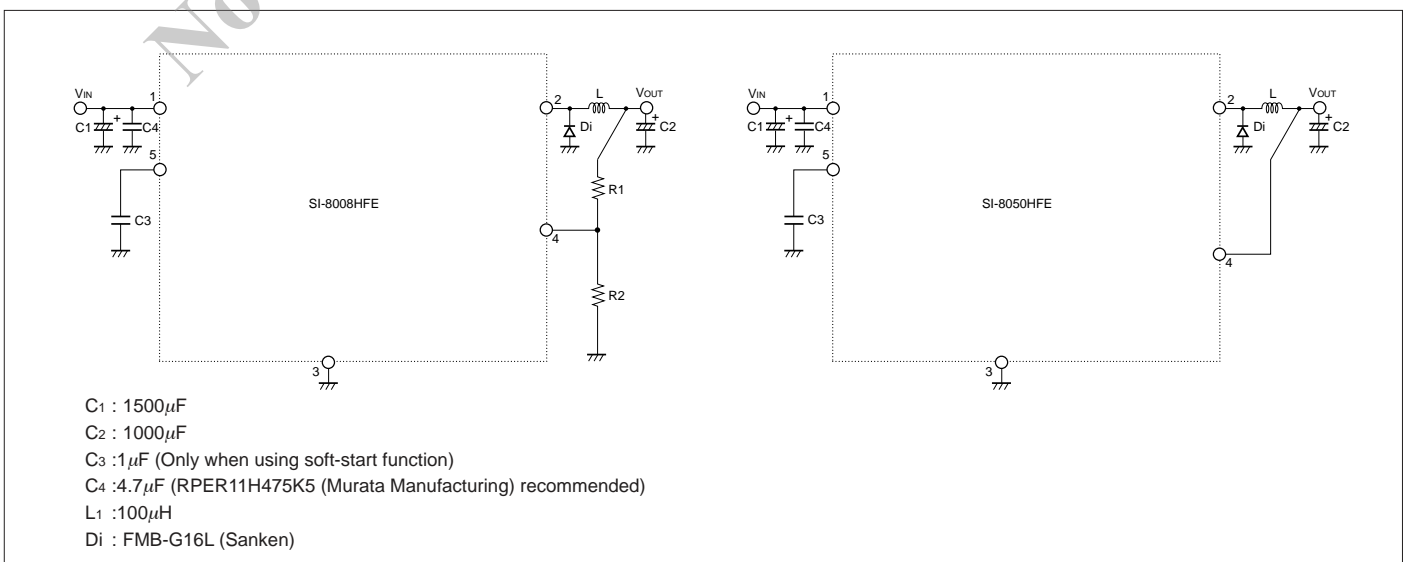 No
VIN
C1
+
C4
1
5
C3
SI-8008HFE
2
L
VOUT
Di
+
C2
R1
4
R2
3
VIN
C1
+
C4
1
5
C3
SI-8050HFE
2
L
VOUT
Di
+
C2
4
3
C1 : 1500μF
C2 : 1000μF
C3 :1μF (Only when using soft-start function)
C4 :4.7μF (RPER11H475K5 (Murata Manufacturing) recommended)
L1 :100μH
Di : FMB-G16L (Sanken)